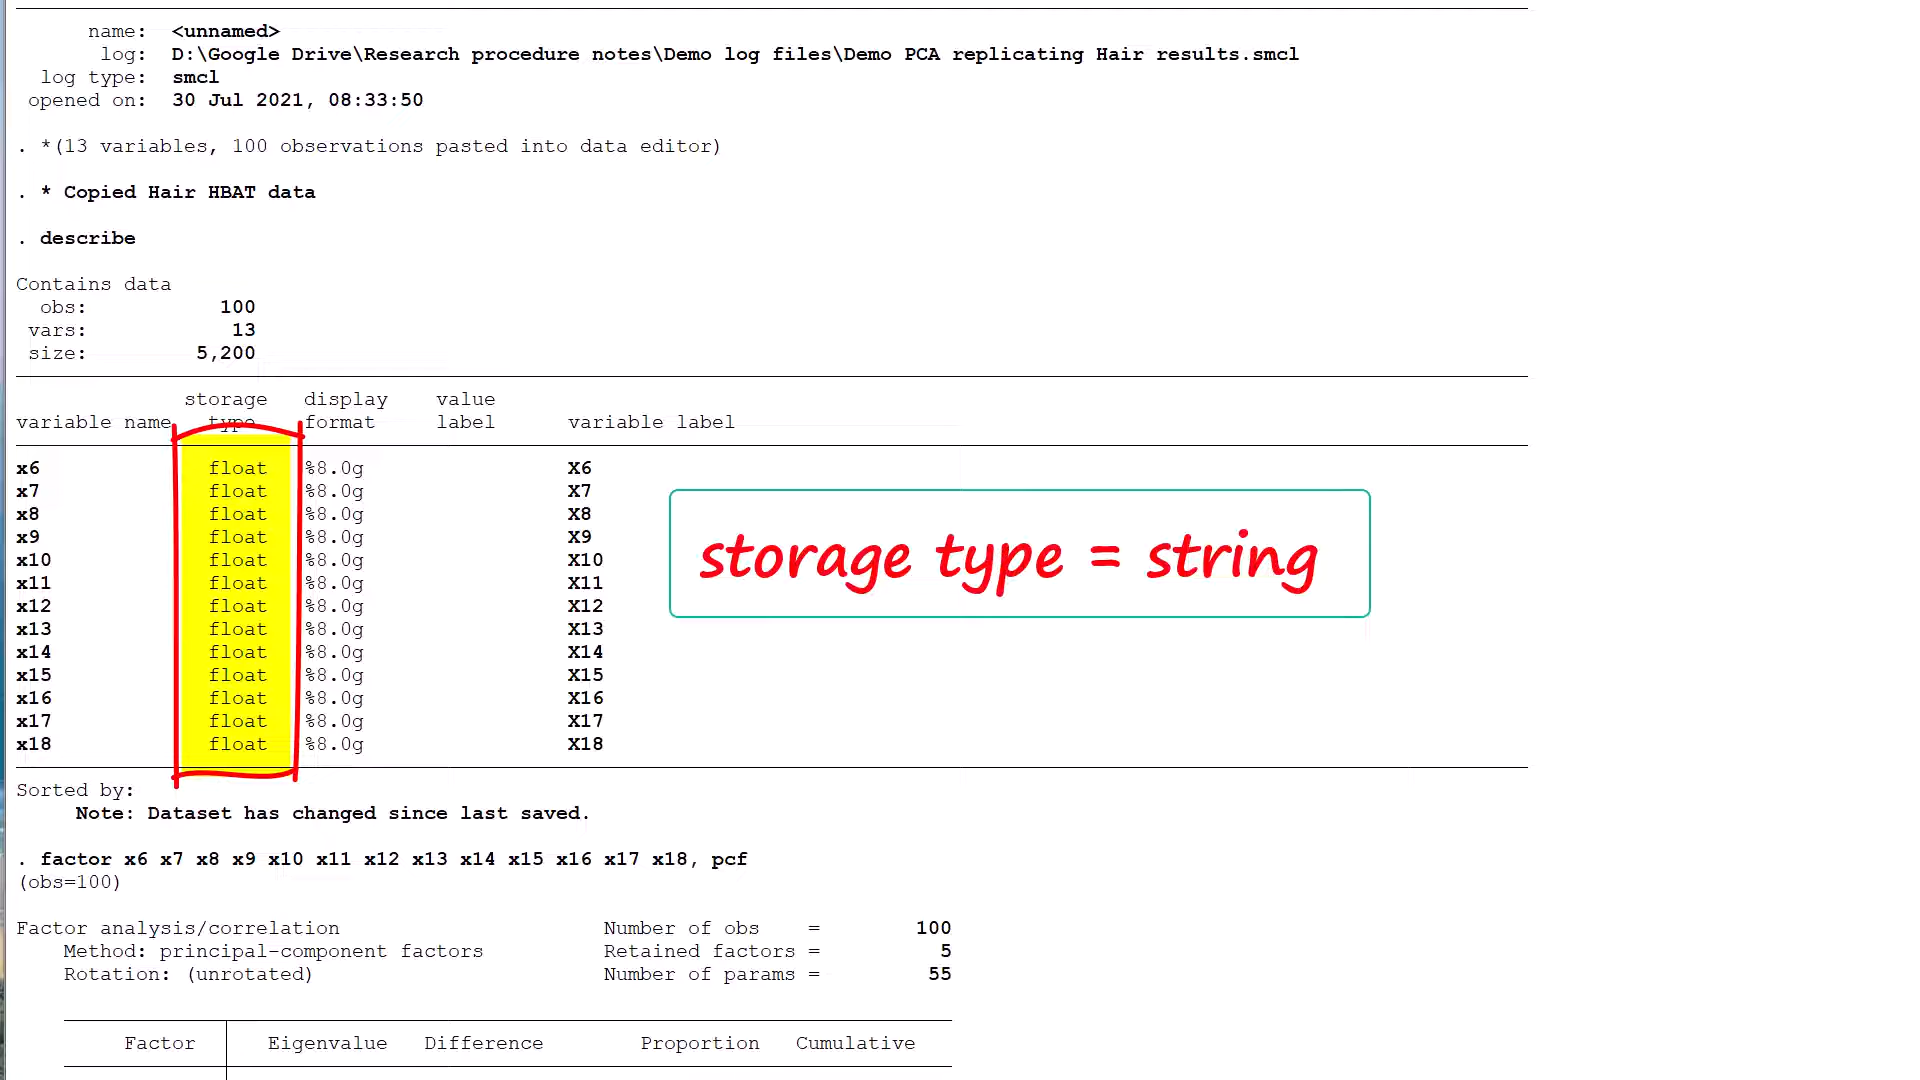 name: <unnamed>
log: D:\Google Drive\Research procedure notes\Demo log files\Demo PCA replicating Hair results.smcl
log type: smcl
opened on: 30 Jul 2021, 08:33:50
. *(13 variables, 100 observations pasted into data editor)
. * Copied Hair HBAT data
. describe
Contains data
obs: 100
vars: 13
size: 5,200
storage display value
variable name type format label variable label
x6 float %8.0g X6
x7 float %8.0g X7
x8 float %8.0g X8
x9 float %8.0g X9
x10 float %8.0g X10
x11 float %8.0g X11
x12 float %8.0g X12
x13 float %8.0g X13
x14 float %8.0g X14
x15 float %8.0g X15
x16 float %8.0g X16
x17 float %8.0g X17
x18 float %8.0g X18
storage type = string
Sorted by:
Note: Dataset has changed since last saved.
. factor x6 x7 x8 x9 x10 x11 x12 x13 x14 x15 x16 x17 x18, pcf
(obs=100)
Factor analysis/correlation Number of obs = 100
Method: principal-component factors Retained factors = 5
Rotation: (unrotated) Number of params = 55
Factor Eigenvalue Difference Proportion Cumulative